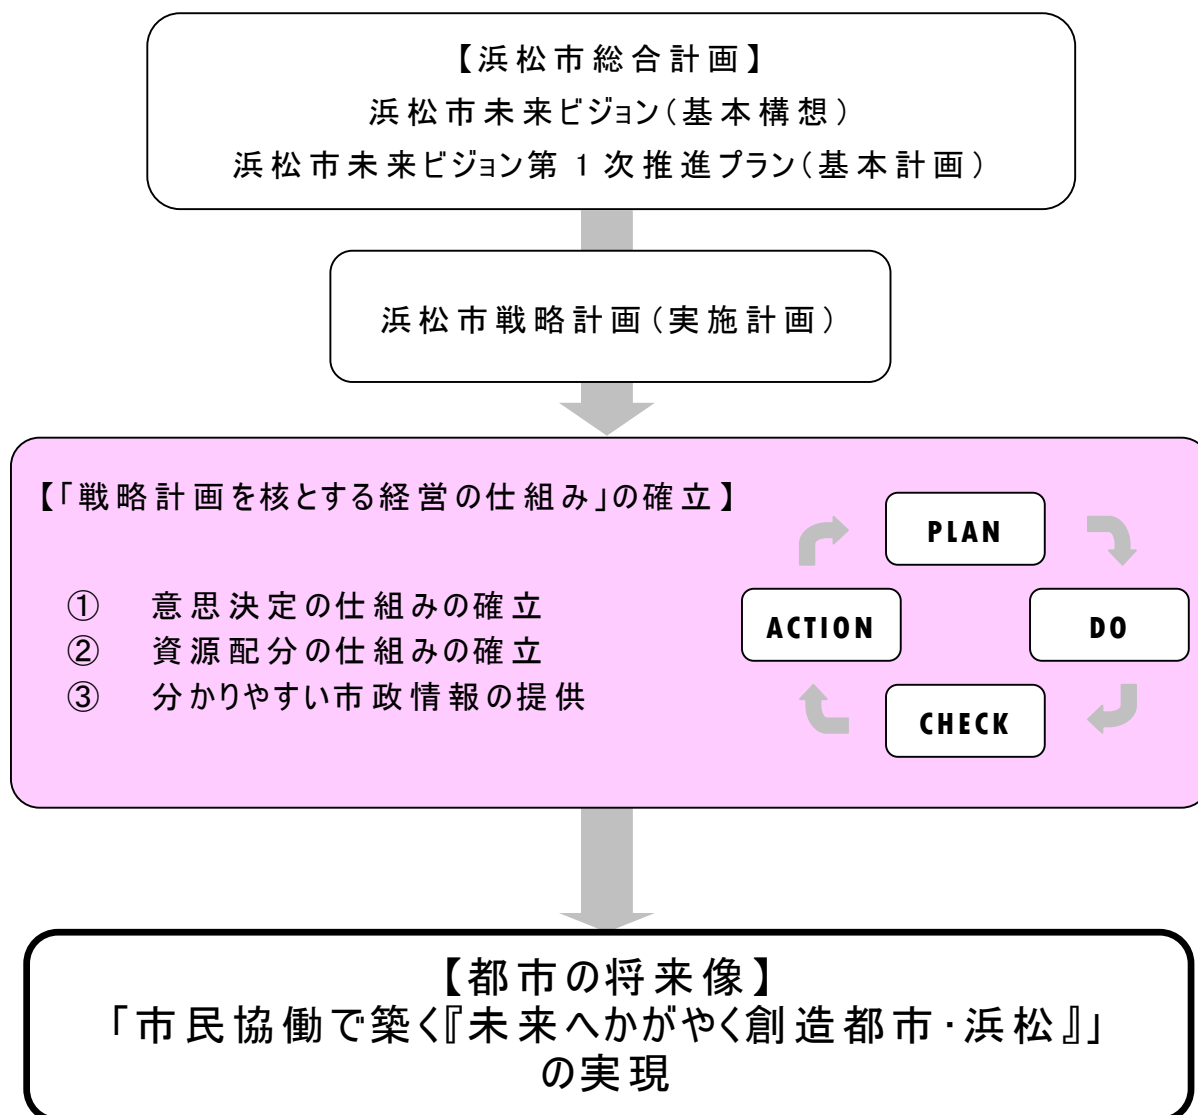 【浜松市総合計画】
浜松市未来ビジョン(基本構想)
浜松市未来ビジョン第1次推進プラン(基本計画)
浜松市戦略計画(実施計画)
【「戦略計画を核とする経営の仕組み」の確立】
① 意思決定の仕組みの確立
② 資源配分の仕組みの確立
③ 分かりやすい市政情報の提供
PLAN
ACTION
DO
CHECK
【都市の将来像】
「市民協働で築く『未来へかがやく創造都市・浜松』」
の実現